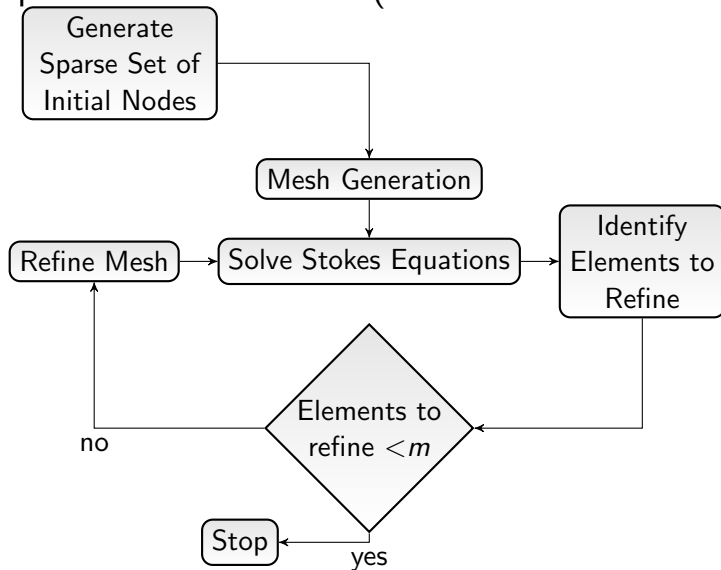 Generate
Sparse Set of
Initial Nodes
Mesh Generation
Refine Mesh
Solve Stokes Equations
Identify
Elements to
Refine
Elements to
refine <m
no
Stop
yes